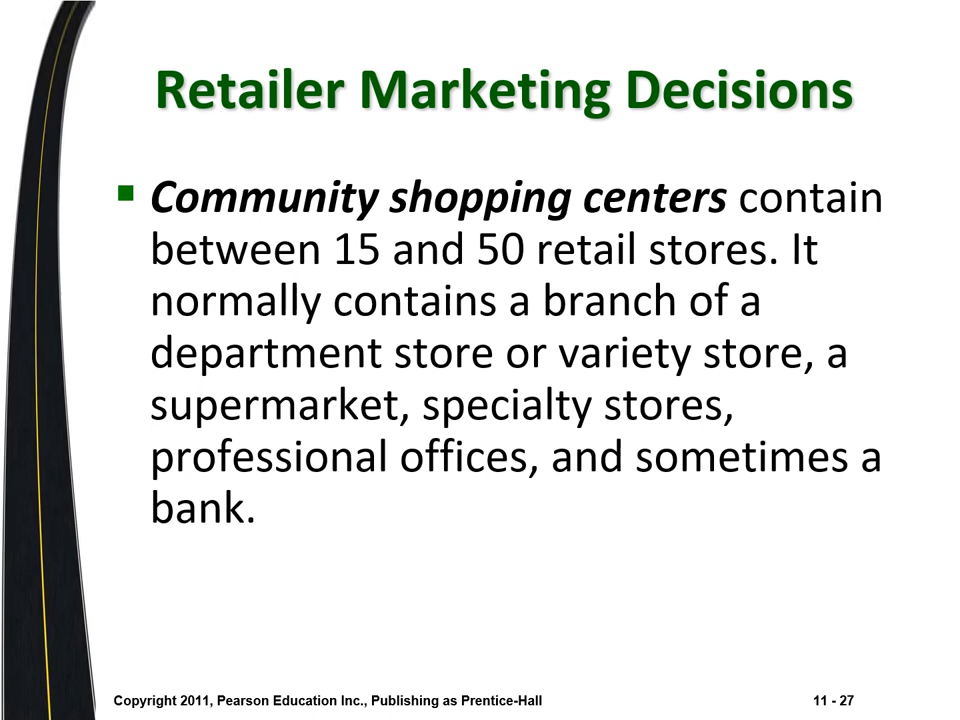 Retailer Marketing Decisions
▪ Community shopping centers contain
between 15 and 50 retail stores. It
normally contains a branch of a
department store or variety store, a
supermarket, specialty stores,
professional offices, and sometimes a
bank.
Copyright 2011, Pearson Education Inc., Publishing as Prentice-Hall
11 - 27